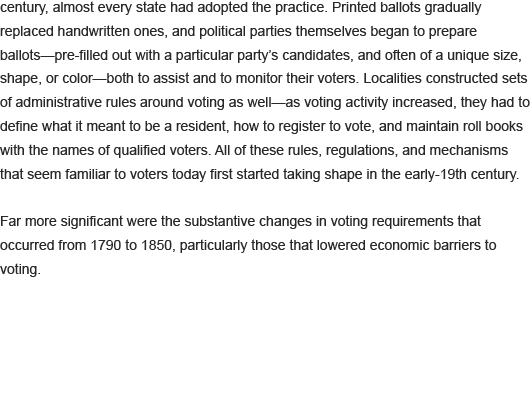 century, almost every state had adopted the practice. Printed ballots gradually
replaced handwritten ones, and political parties themselves began to prepare
ballots—pre-filled out with a particular party’s candidates, and often of a unique size,
shape, or color—both to assist and to monitor their voters. Localities constructed sets
of administrative rules around voting as well—as voting activity increased, they had to
define what it meant to be a resident, how to register to vote, and maintain roll books
with the names of qualified voters. All of these rules, regulations, and mechanisms
that seem familiar to voters today first started taking shape in the early-19th century.
Far more significant were the substantive changes in voting requirements that
occurred from 1790 to 1850, particularly those that lowered economic barriers to
voting.